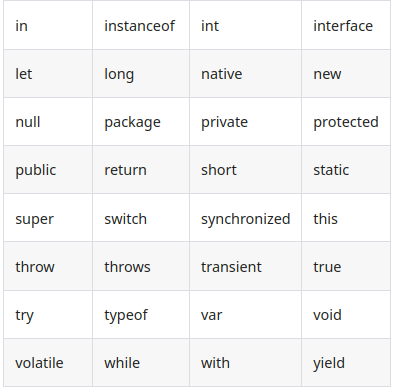 in instanceof int interface
let long native new
null package private protected
public return short static
super switch synchronized this
throw throws transient true
try typeof var void
volatile while with yield